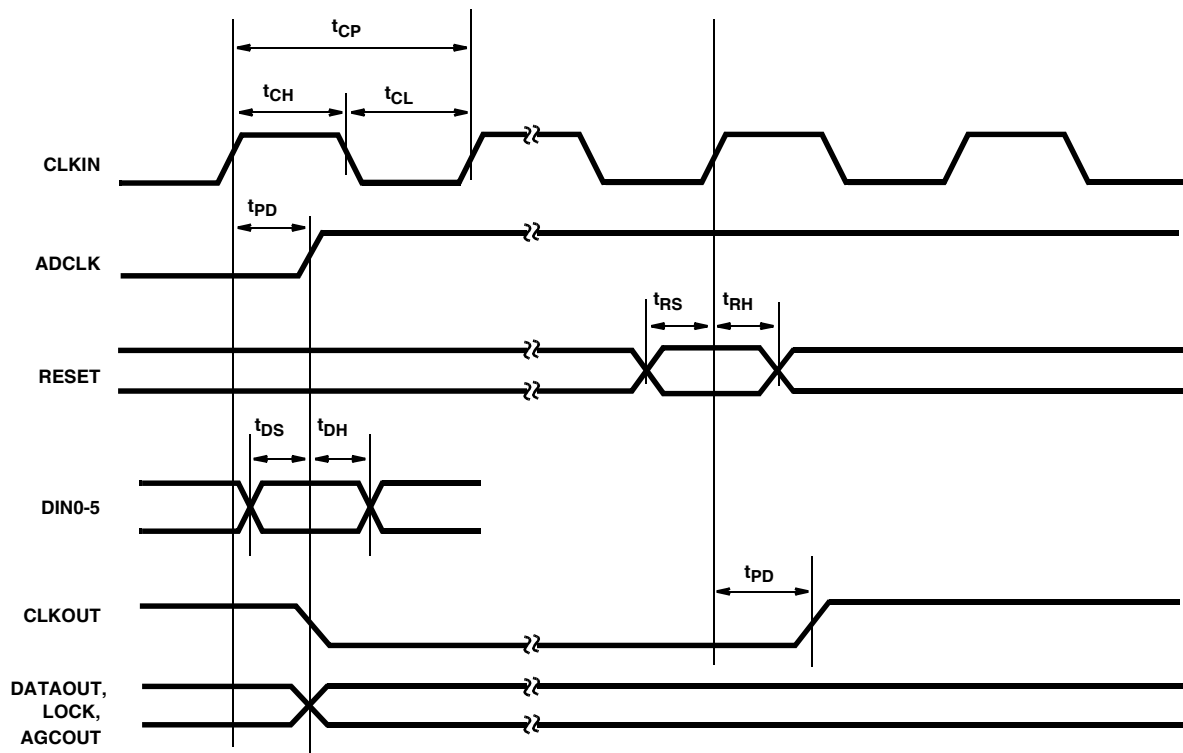 tCP
tCH
tCL
CLKIN
tPD
ADCLK
tRS
tRH
RESET
tDS
tDH
DIN0-5
tPD
CLKOUT
DATAOUT,
LOCK,
AGCOUT